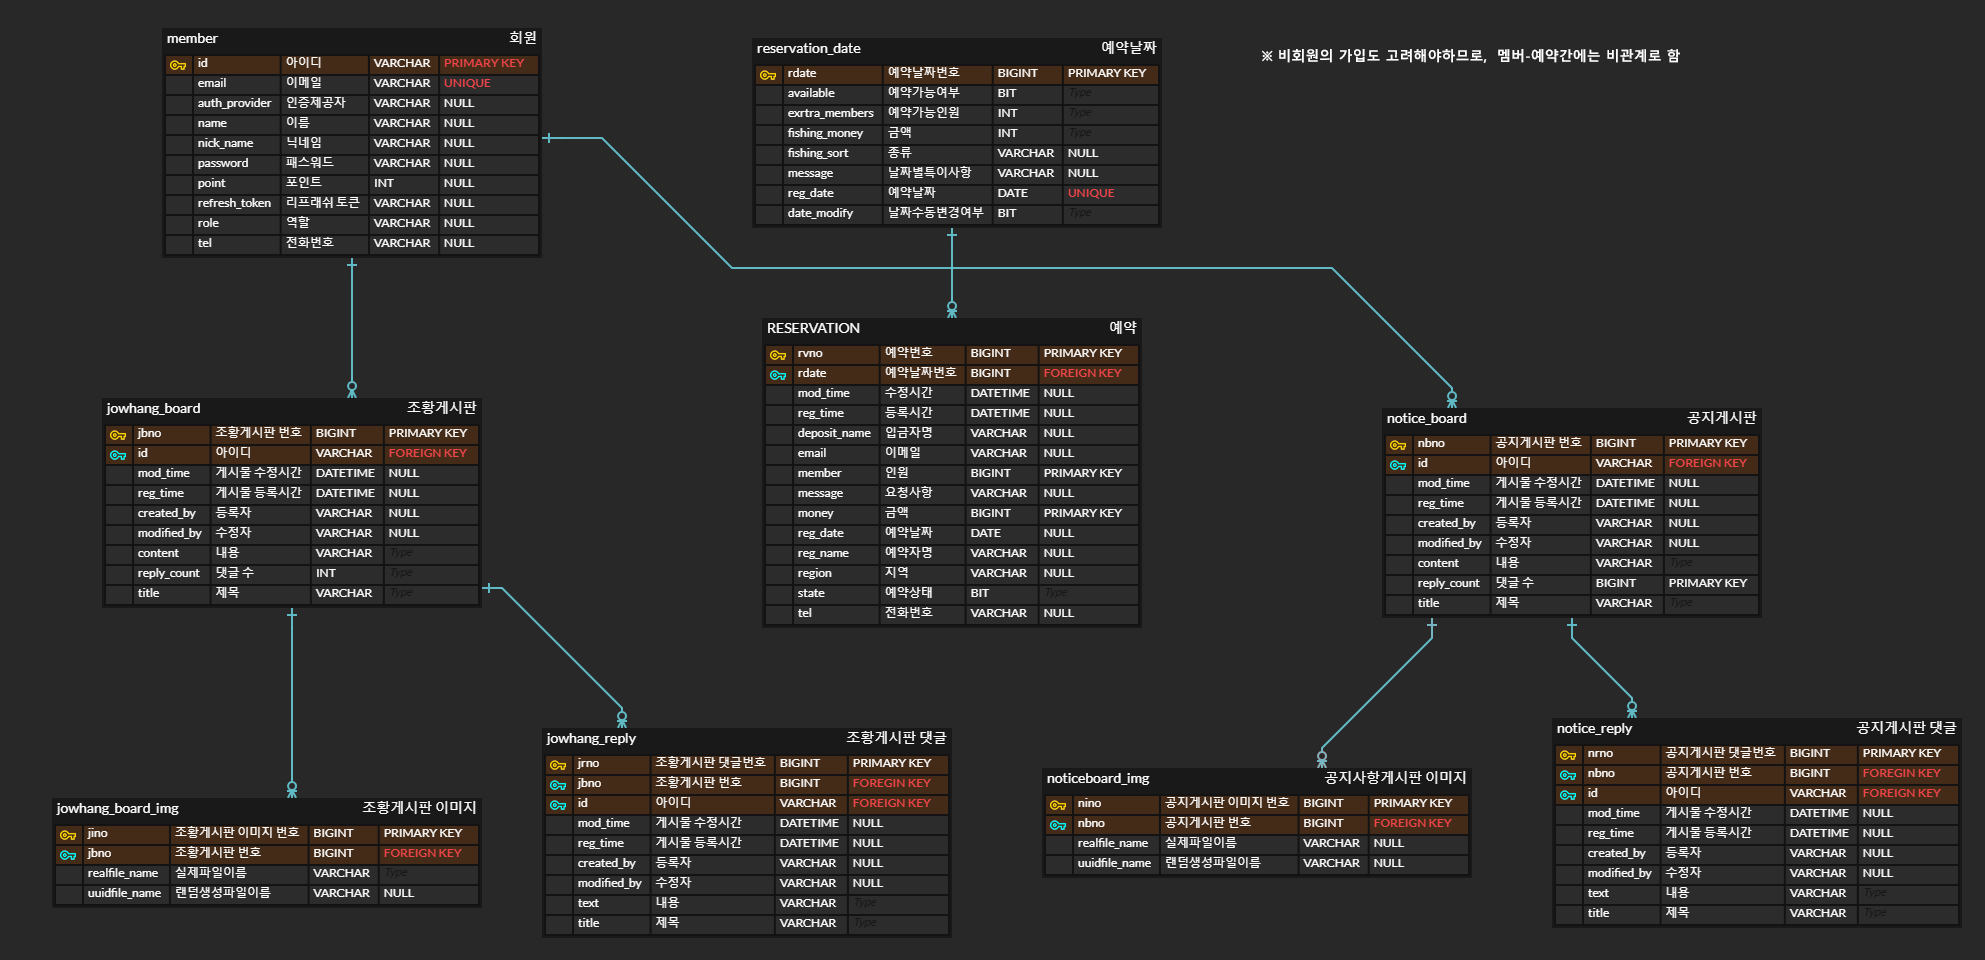 member 회원
id 아이디 VARCHAR PRIMARY KEY
email 이메일 VARCHAR UNIQUE
auth_provider 인증제공자 VARCHAR NULL
name 이름 VARCHAR NULL
nick_name 닉네임 VARCHAR NULL
password 패스워드 VARCHAR NULL
point 포인트 INT NULL
refresh_token 리프래쉬 토큰 VARCHAR NULL
role 역할 VARCHAR NULL
tel 전화번호 VARCHAR NULL
reservation_date 예약날짜
rdate 예약날짜번호 BIGINT PRIMARY KEY
available 예약가능여부 BIT Type
exrtra_members 예약가능인원 INT Type
fishing_money 금액 INT Type
fishing_sort 종류 VARCHAR NULL
message 날짜별특이사항 VARCHAR NULL
reg_date 예약날짜 DATE UNIQUE
date_modify 날짜수동변경여부 BIT Type
※ 비회원의 가입도 고려해야하므로, 멤버-예약간에는 비관계로 함
RESERVATION 예약
rvno 예약번호 BIGINT PRIMARY KEY
rdate 예약날짜번호 BIGINT FOREIGN KEY
mod_time 수정시간 DATETIME NULL
reg_time 등록시간 DATETIME NULL
deposit_name 입금자명 VARCHAR NULL
email 이메일 VARCHAR NULL
member 인원 BIGINT PRIMARY KEY
message 요청사항 VARCHAR NULL
money 금액 BIGINT PRIMARY KEY
reg_date 예약날짜 DATE NULL
reg_name 예약자명 VARCHAR NULL
region 지역 VARCHAR NULL
state 예약상태 BIT Type
tel 전화번호 VARCHAR NULL
jowhang_board 조황게시판
jbno 조황게시판 번호 BIGINT PRIMARY KEY
id 아이디 VARCHAR FOREIGN KEY
mod_time 게시물 수정시간 DATETIME NULL
reg_time 게시물 등록시간 DATETIME NULL
created_by 등록자 VARCHAR NULL
modified_by 수정자 VARCHAR NULL
content 내용 VARCHAR Type
reply_count 댓글 수 INT Type
title 제목 VARCHAR Type
notice_board 공지게시판
nbno 공지게시판 번호 BIGINT PRIMARY KEY
id 아이디 VARCHAR FOREIGN KEY
mod_time 게시물 수정시간 DATETIME NULL
reg_time 게시물 등록시간 DATETIME NULL
created_by 등록자 VARCHAR NULL
modified_by 수정자 VARCHAR NULL
content 내용 VARCHAR Type
reply_count 댓글 수 BIGINT PRIMARY KEY
title 제목 VARCHAR Type
jowhang_board_img 조황게시판 이미지
jino 조황게시판 이미지 번호 BIGINT PRIMARY KEY
jbno 조황게시판 번호 BIGINT FOREIGN KEY
realfile_name 실제파일이름 VARCHAR Type
uuidfile_name 랜덤생성파일이름 VARCHAR NULL
jowhang_reply 조황게시판 댓글
jrno 조황게시판 댓글번호 BIGINT PRIMARY KEY
jbno 조황게시판 번호 BIGINT FOREGIN KEY
id 아이디 VARCHAR FOREIGN KEY
mod_time 게시물 수정시간 DATETIME NULL
reg_time 게시물 등록시간 DATETIME NULL
created_by 등록자 VARCHAR NULL
modified_by 수정자 VARCHAR NULL
text 내용 VARCHAR Type
title 제목 VARCHAR Type
noticeboard_img 공지사항게시판 이미지
nino 공지게시판 이미지 번호 BIGINT PRIMARY KEY
nbno 공지게시판 번호 BIGINT FOREIGN KEY
realfile_name 실제파일이름 VARCHAR NULL
uuidfile_name 랜덤생성파일이름 VARCHAR NULL
notice_reply 공지게시판 댓글
nrno 공지게시판 댓글번호 BIGINT PRIMARY KEY
nbno 공지게시판 번호 BIGINT FOREGIN KEY
id 아이디 VARCHAR FOREIGN KEY
mod_time 게시물 수정시간 DATETIME NULL
reg_time 게시물 등록시간 DATETIME NULL
created_by 등록자 VARCHAR NULL
modified_by 수정자 VARCHAR NULL
text 내용 VARCHAR Type
title 제목 VARCHAR Type